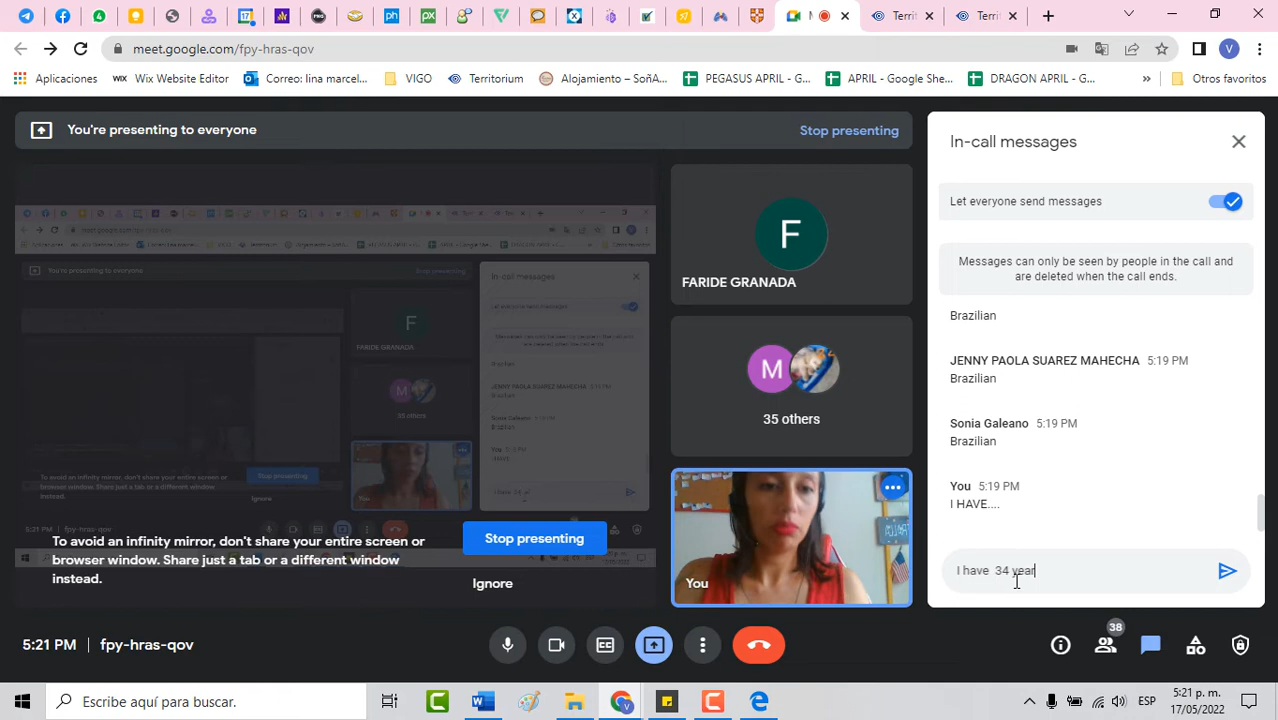 meet.google.com/fpy-hras-qov
V
Aplicaciones
WIX Wix Website Editor
Correo: lina marcel...
VIGO
Territorium
Alojamiento – SoñA...
PEGASUS APRIL - G...
APRIL - Google She...
DRAGON APRIL - G...
»
Otros favoritos
You're presenting to everyone
Stop presenting
F
FARIDE GRANADA
M
35 others
You
To avoid an infinity mirror, don't share your entire screen or
browser window. Share just a tab or a different window
instead.
Stop presenting
Ignore
In-call messages
Let everyone send messages
Messages can only be seen by people in the call and
are deleted when the call ends.
Brazilian
JENNY PAOLA SUAREZ MAHECHA 5:19 PM
Brazilian
Sonia Galeano 5:19 PM
Brazilian
You 5:19 PM
I HAVE....
I have 34 year
5:21 PM | fpy-hras-qov
38
Escribe aquí para buscar.
ESP
5:21 p. m.
17/05/2022